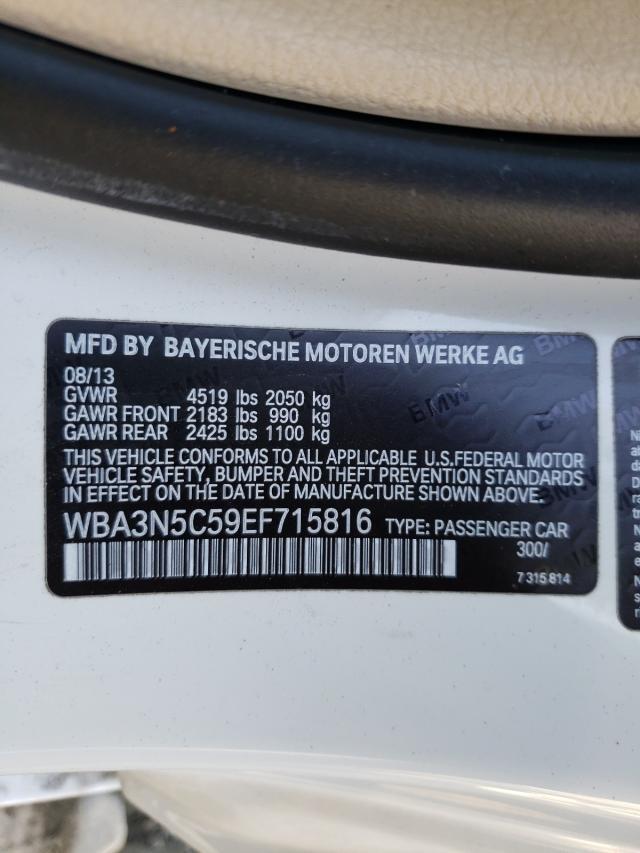 MFD BY BAYERISCHE MOTOREN WERKE AG
08/13
GVWR 4519 lbs 2050 kg
GAWR FRONT 2183 lbs 990 kg
GAWR REAR 2425 lbs 1100 kg
THIS VEHICLE CONFORMS TO ALL APPLICABLE U.S.FEDERAL MOTOR
VEHICLE SAFETY, BUMPER AND THEFT PREVENTION STANDARDS
IN EFFECT ON THE DATE OF MANUFACTURE SHOWN ABOVE.
WBA3N5C59EF715816 TYPE: PASSENGER CAR
300/
7 315 814